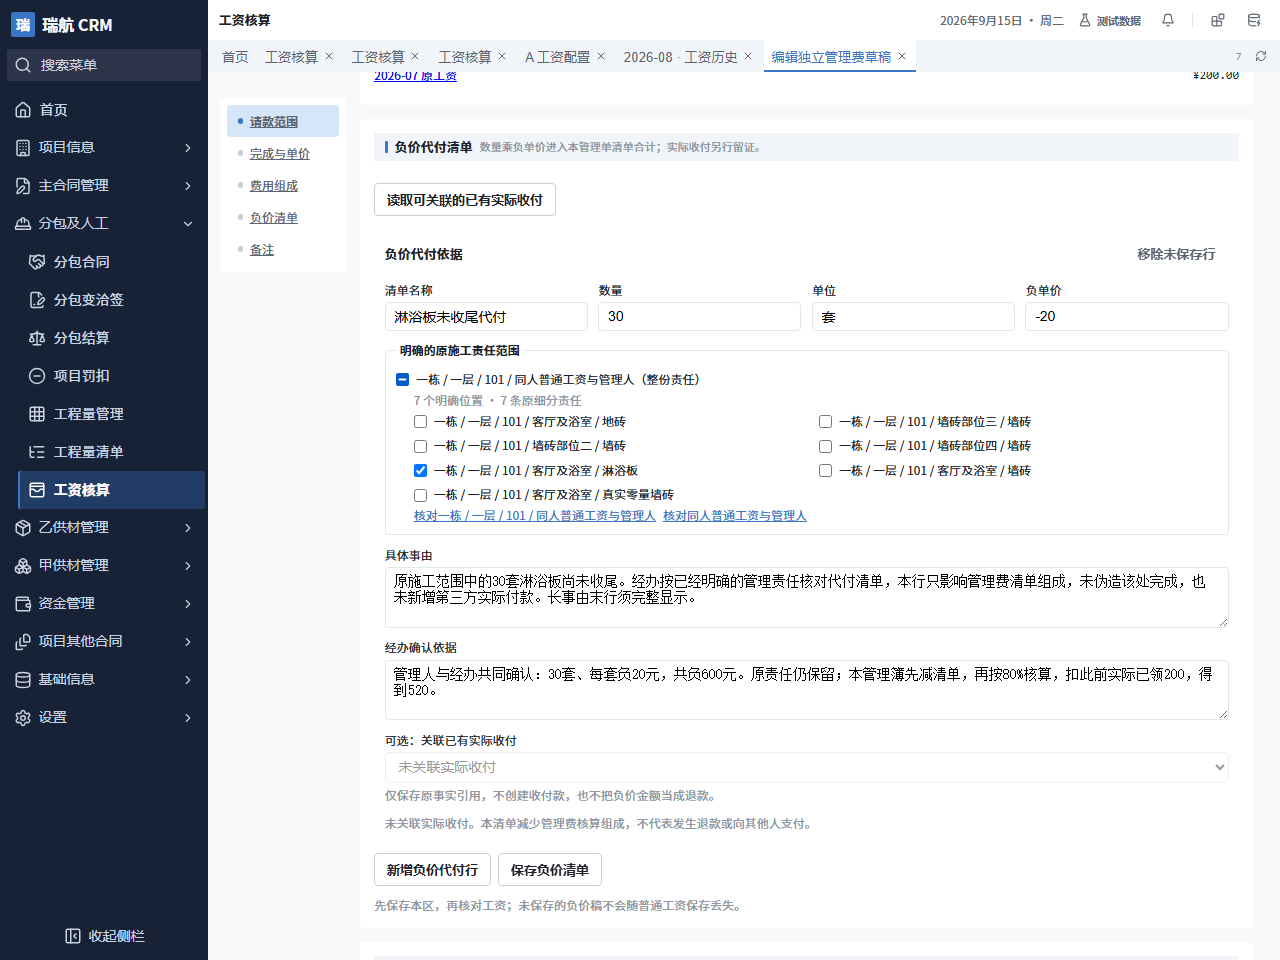 瑞 瑞航 CRM
搜索菜单
首页
项目信息
主合同管理
分包及人工
分包合同
分包变洽签
分包结算
项目罚扣
工程量管理
工程量清单
工资核算
乙供材管理
甲供材管理
资金管理
项目其他合同
基础信息
设置
收起侧栏
工资核算
2026年9月15日 · 周二
测试数据
首页
工资核算 ×
工资核算 ×
工资核算 ×
A 工资配置 ×
2026-08 · 工资历史 ×
编辑独立管理费草稿 ×
7
请款范围
完成与单价
费用组成
负价清单
备注
2026-07 原工资 ¥200.00
负价代付清单 数量乘负单价进入本管理单清单合计；实际收付另行留证。
读取可关联的已有实际收付
负价代付依据 移除未保存行
清单名称 数量 单位 负单价
淋浴板未收尾代付 30 套 -20
明确的原施工责任范围
一栋 / 一层 / 101 / 同人普通工资与管理人（整份责任）
7 个明确位置 · 7 条原细分责任
一栋 / 一层 / 101 / 客厅及浴室 / 地砖 一栋 / 一层 / 101 / 墙砖部位三 / 墙砖
一栋 / 一层 / 101 / 墙砖部位二 / 墙砖 一栋 / 一层 / 101 / 墙砖部位四 / 墙砖
一栋 / 一层 / 101 / 客厅及浴室 / 淋浴板 一栋 / 一层 / 101 / 客厅及浴室 / 墙砖
一栋 / 一层 / 101 / 客厅及浴室 / 真实零量墙砖
核对一栋 / 一层 / 101 / 同人普通工资与管理人 核对同人普通工资与管理人
具体事由
原施工范围中的30套淋浴板尚未收尾。经办按已经明确的管理责任核对代付清单，本行只影响管理费清单组成，未伪造该处完成，也
未新增第三方实际付款。长事由末行须完整显示。
经办确认依据
管理人与经办共同确认：30套、每套负20元，共负600元。原责任仍保留；本管理簿先减清单，再按80%核算，扣此前实际已领200，得
到520。
可选：关联已有实际收付
未关联实际收付
仅保存原事实引用，不创建收付款，也不把负价金额当成退款。
未关联实际收付。本清单减少管理费核算组成，不代表发生退款或向其他人支付。
新增负价代付行 保存负价清单
先保存本区，再核对工资；未保存的负价稿不会随普通工资保存丢失。